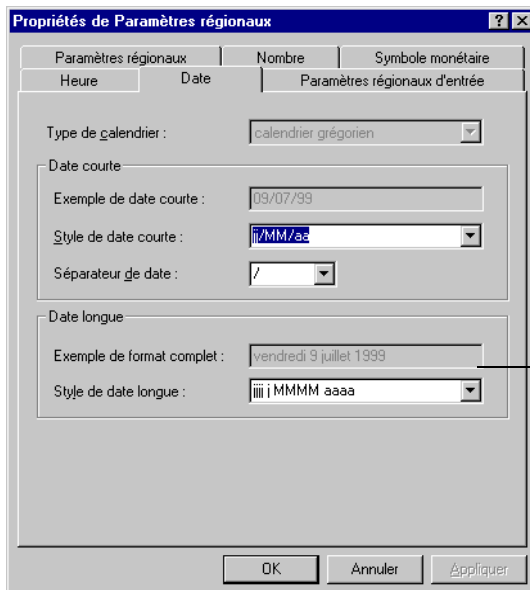 Propriétés de Paramètres régionaux
Paramètres régionaux Nombre Symbole monétaire
Heure Date Paramètres régionaux d'entrée
Type de calendrier : calendrier grégorien
Date courte
Exemple de date courte : 09/07/99
Style de date courte : jj/MM/aa
Séparateur de date : /
Date longue
Exemple de format complet : vendredi 9 juillet 1999
Style de date longue : jjjj j MMMM aaaa
OK Annuler Appliquer